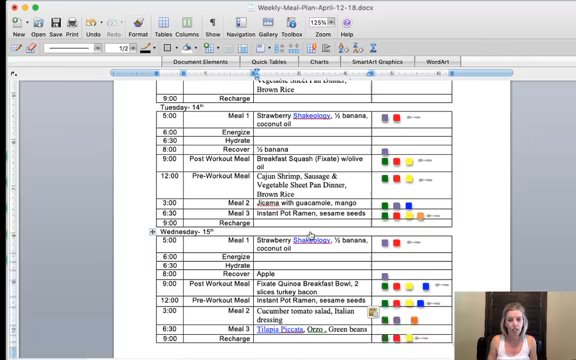 Weekly-Meal-Plan-April-12-18.docx
125%
New Open Save Print Undo Format Tables Columns Show Navigation Gallery Toolbox Zoom Help
1/2
Document Elements Quick Tables Charts SmartArt Graphics WordArt
Vegetable Sheet Pan Dinner,
Brown Rice
9:00 Recharge
Tuesday- 14th
5:00 Meal 1 Strawberry Shakeology, ½ banana,
coconut oil
6:00 Energize
6:30 Hydrate
8:00 Recover ½ banana
9:00 Post Workout Meal Breakfast Squash (Fixate) w/olive
oil
12:00 Pre-Workout Meal Cajun Shrimp, Sausage &
Vegetable Sheet Pan Dinner,
Brown Rice
3:00 Meal 2 Jicama with guacamole, mango
6:30 Meal 3 Instant Pot Ramen, sesame seeds
9:00 Recharge
Wednesday- 15th
5:00 Meal 1 Strawberry Shakeology, ½ banana,
coconut oil
6:00 Energize
6:30 Hydrate
8:00 Recover Apple
9:00 Post Workout Meal Fixate Quinoa Breakfast Bowl, 2
slices turkey bacon
12:00 Pre-Workout Meal Instant Pot Ramen, sesame seeds
3:00 Meal 2 Cucumber tomato salad, Italian
dressing
6:30 Meal 3 Tilapia Piccata, Orzo , Green beans
9:00 Recharge